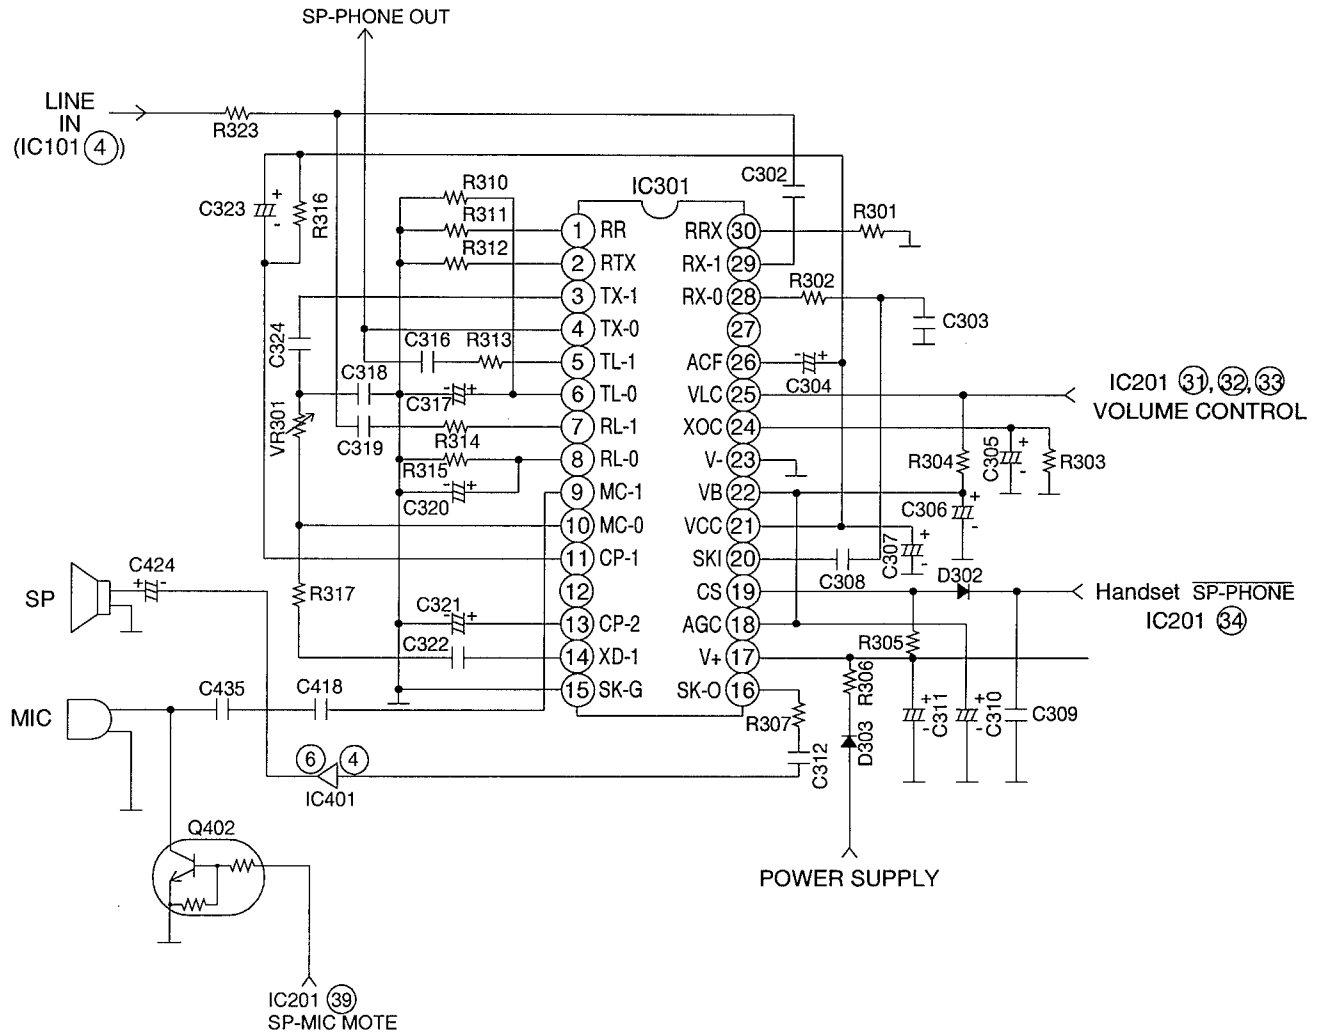 SP-PHONE OUT
LINE
IN
(IC101 4)
R323
C323
R316
R310
R311
R312
IC301
C302
R301
R302
C303
1 RR
2 RTX
3 TX-1
4 TX-0
5 TL-1
6 TL-0
7 RL-1
8 RL-0
9 MC-1
10 MC-0
11 CP-1
12
13 CP-2
14 XD-1
15 SK-G
RRX 30
RX-1 29
RX-0 28
27
ACF 26
VLC 25
XOC 24
V- 23
VB 22
VCC 21
SKI 20
CS 19
AGC 18
V+ 17
SK-O 16
C324
C316
R313
C318
C317
VR301
C319
R314
R315
C320
C304
IC201 31, 32, 33
VOLUME CONTROL
R304
C305
R303
C306
C307
C308
D302
Handset SP-PHONE
IC201 34
SP
C424
R317
C321
C322
R305
R306
C311
C310
C309
MIC
C435
C418
R307
C312
D303
6 4
IC401
Q402
POWER SUPPLY
IC201 39
SP-MIC MOTE
+
-
+
-
+
-
+
-
+
-
+
-
+
-
+
-
+
-
+
-
+
-